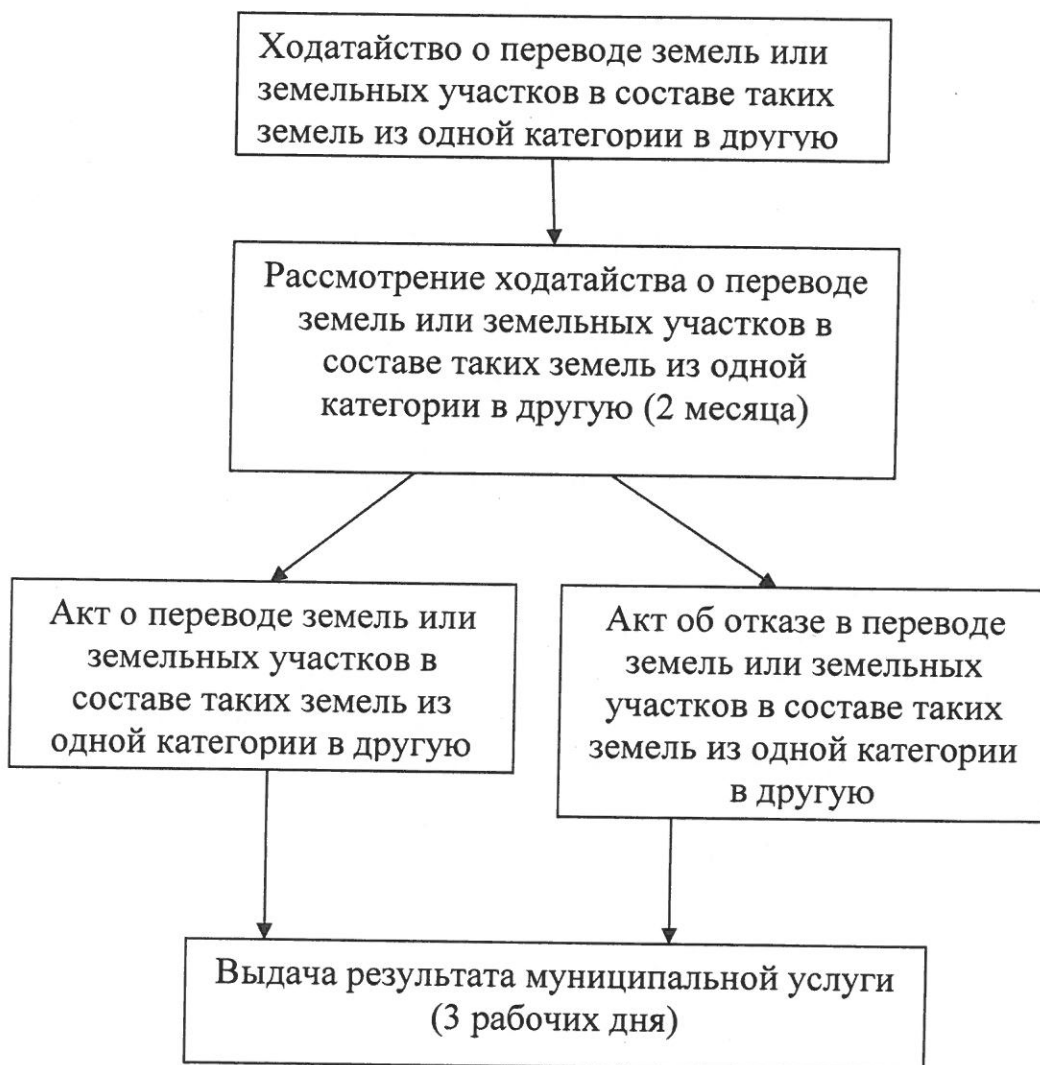 Ходатайство о переводе земель или
земельных участков в составе таких
земель из одной категории в другую
Рассмотрение ходатайства о переводе
земель или земельных участков в
составе таких земель из одной
категории в другую (2 месяца)
Акт о переводе земель или
земельных участков в
составе таких земель из
одной категории в другую
Акт об отказе в переводе
земель или земельных
участков в составе таких
земель из одной категории
в другую
Выдача результата муниципальной услуги
(3 рабочих дня)